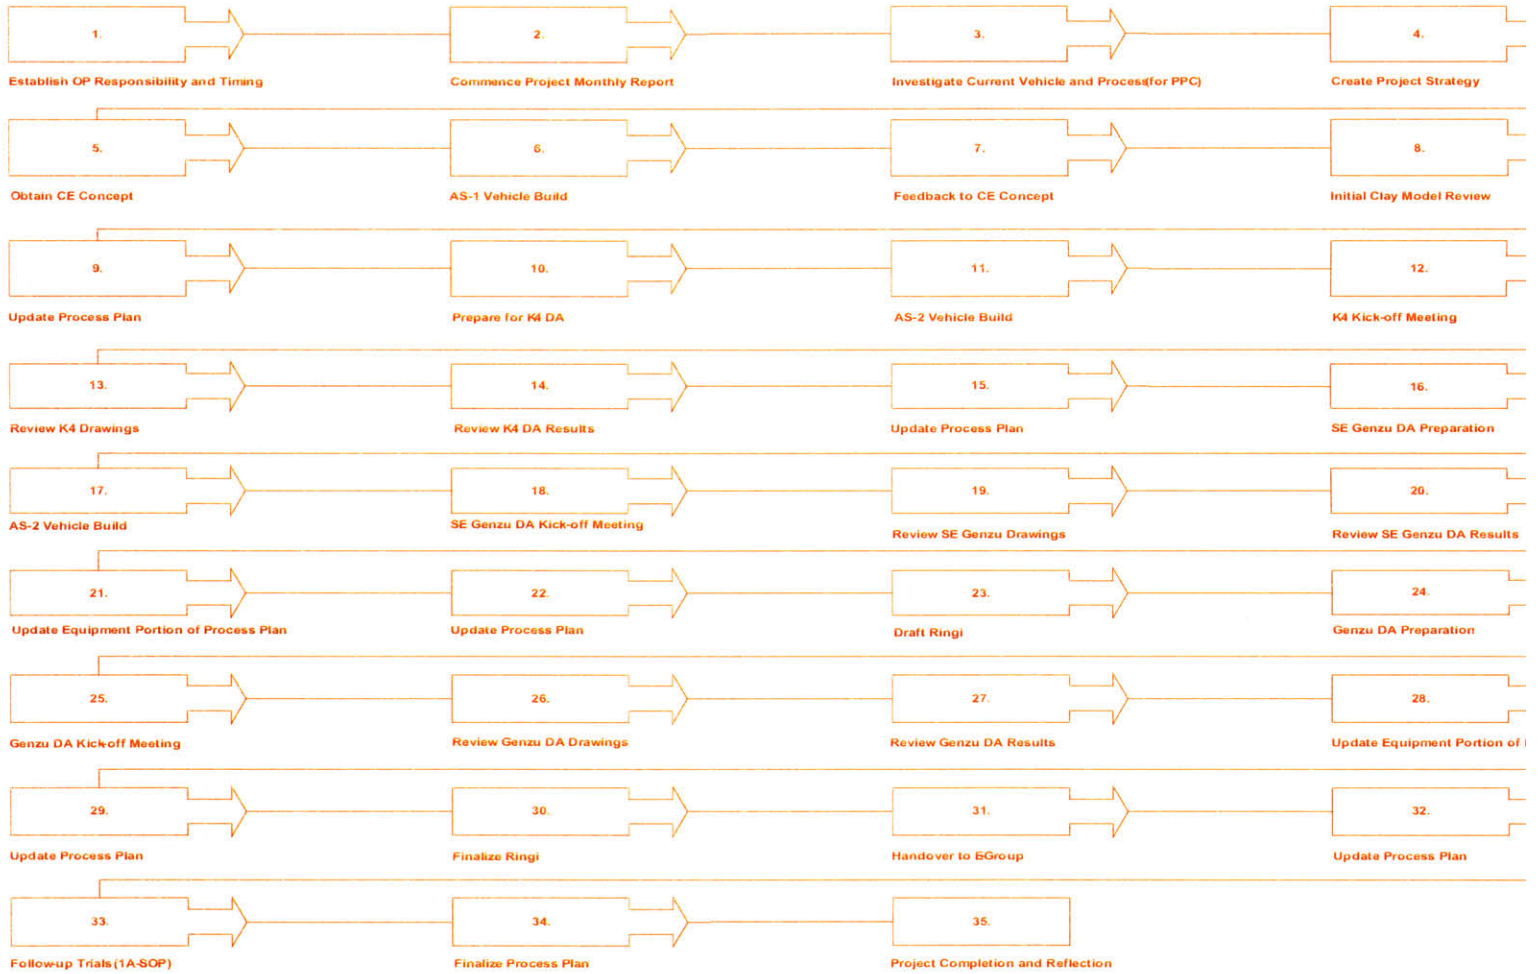 1.
2.
3.
4.
Establish OP Responsibility and Timing
Commence Project Monthly Report
Investigate Current Vehicle and Process(for PPC)
Create Project Strategy
5.
6.
7.
8.
Obtain CE Concept
AS-1 Vehicle Build
Feedback to CE Concept
Initial Clay Model Review
9.
10.
11.
12.
Update Process Plan
Prepare for K4 DA
AS-2 Vehicle Build
K4 Kick-off Meeting
13.
14.
15.
16.
Review K4 Drawings
Review K4 DA Results
Update Process Plan
SE Genzu DA Preparation
17.
18.
19.
20.
AS-2 Vehicle Build
SE Genzu DA Kick-off Meeting
Review SE Genzu Drawings
Review SE Genzu DA Results
21.
22.
23.
24.
Update Equipment Portion of Process Plan
Update Process Plan
Draft Ringi
Genzu DA Preparation
25.
26.
27.
28.
Genzu DA Kick-off Meeting
Review Genzu DA Drawings
Review Genzu DA Results
Update Equipment Portion of
29.
30.
31.
32.
Update Process Plan
Finalize Ringi
Handover to Group
Update Process Plan
33.
34.
35.
Follow-up Trials(1A-SOP)
Finalize Process Plan
Project Completion and Reflection